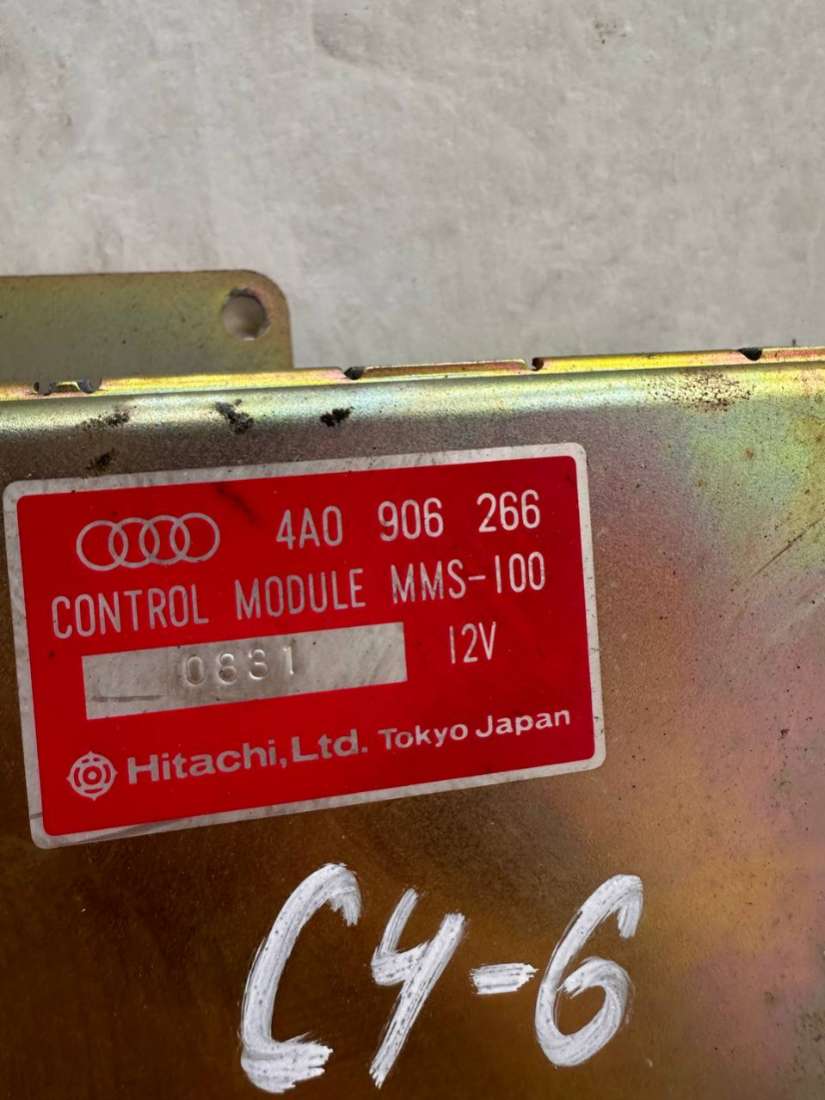 4A0 906 266
CONTROL MODULE MMS-100
0831 12V
Hitachi, Ltd. Tokyo Japan
C4-6